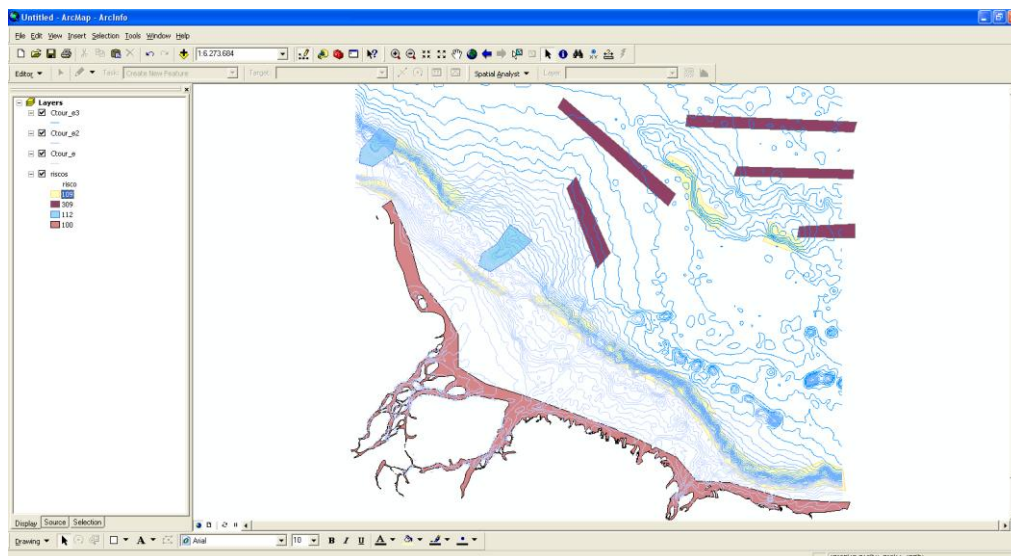 Untitled - ArcMap - ArcInfo
File Edit View Insert Selection Tools Window Help
1:6.273.684
Editor Task: Create New Feature Target: Spatial Analyst Layer:
Layers
Ctour_e3
Ctour_e2
Ctour_e
riscos
risco
109
309
112
100
Display Source Selection
Drawing A Arial 10 B I U A